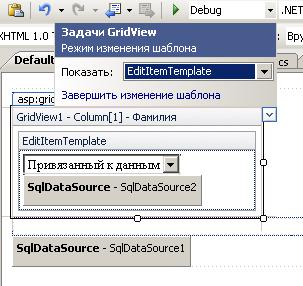 Debug .NET
Задачи GridView
XHTML 1.0 T
Режим изменения шаблона
Default
Показать: EditItemTemplate
cs
Завершить изменение шаблона
asp:grid
GridView1 - Column[1] - Фамилия
EditItemTemplate
Привязанный к данным
SqlDataSource - SqlDataSource2
SqlDataSource - SqlDataSource1